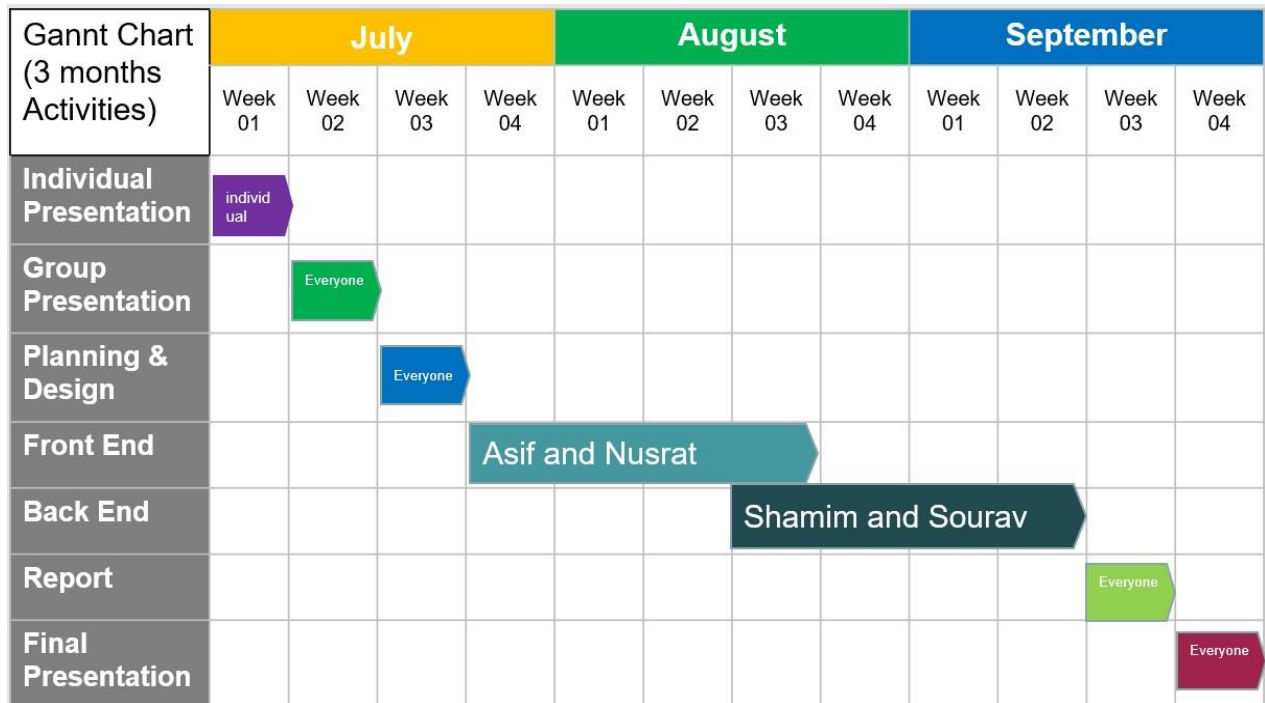 Gannt Chart
(3 months
Activities)
July
August
September
Week
01
Week
02
Week
03
Week
04
Week
01
Week
02
Week
03
Week
04
Week
01
Week
02
Week
03
Week
04
Individual
Presentation
individ
ual
Group
Presentation
Everyone
Planning &
Design
Everyone
Front End
Asif and Nusrat
Back End
Shamim and Sourav
Report
Everyone
Final
Presentation
Everyone